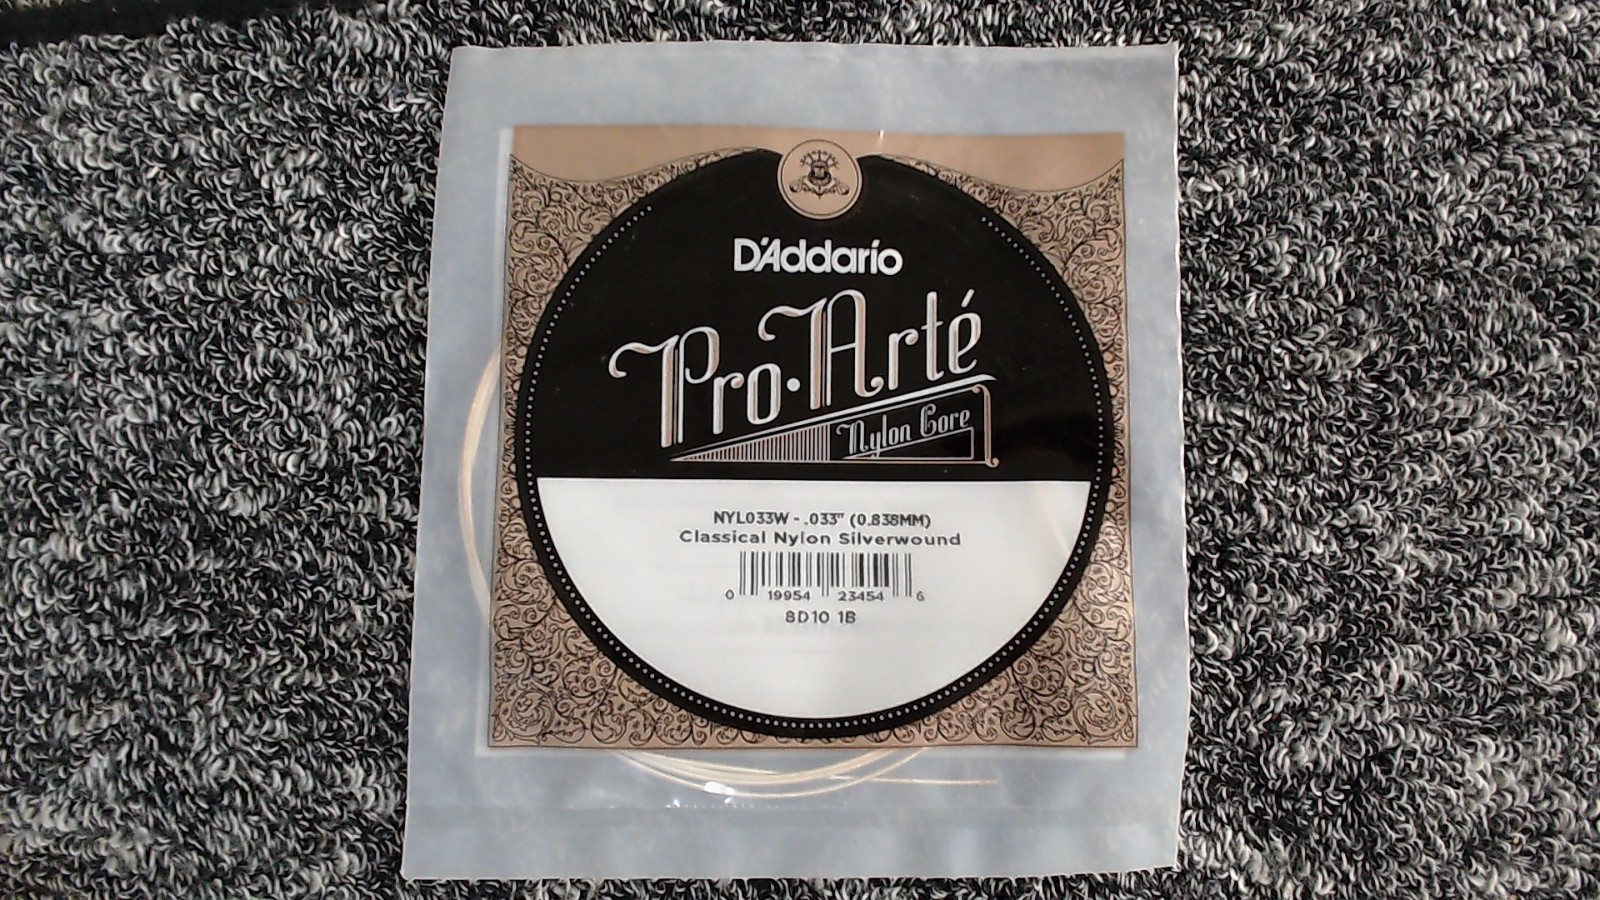 D'Addario
Pro·Arté
Nylon Core
NYL033W - .033" (0.838MM)
Classical Nylon Silverwound
0 19954 23454 6
8D10 1B